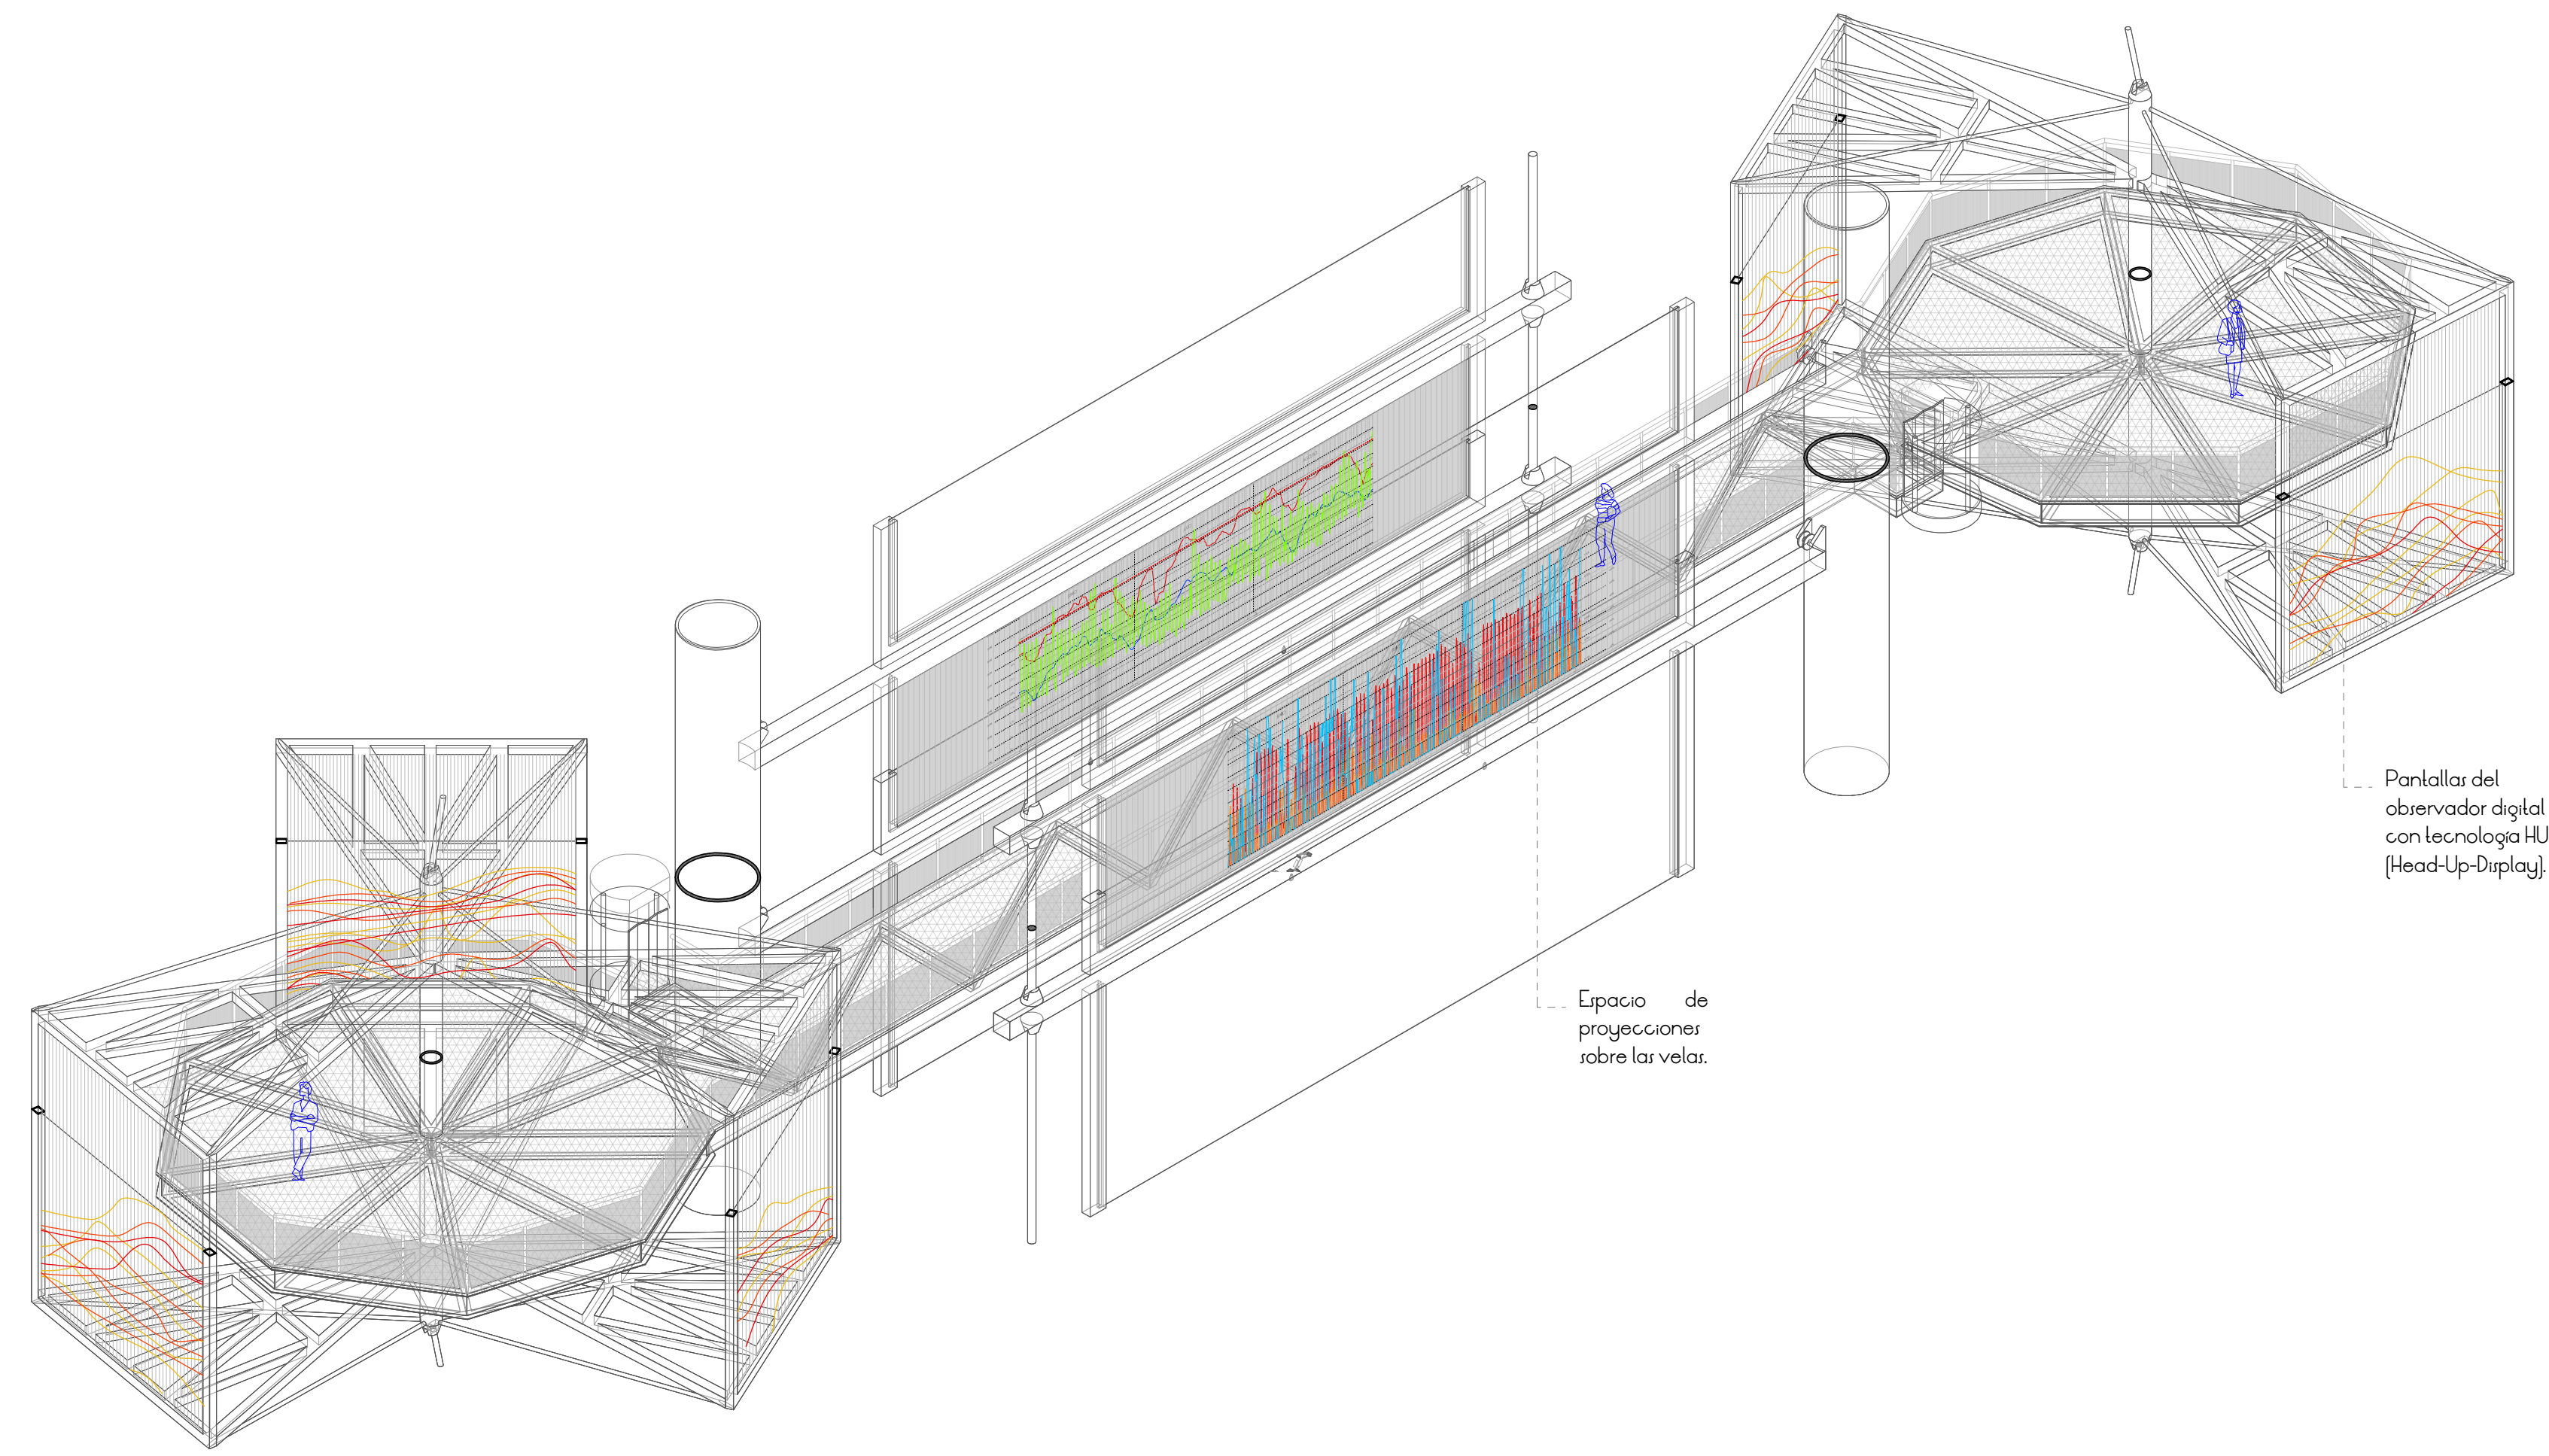 Pantallas del
observador digital
con tecnología HU
(Head-Up-Display).
Espacio de
proyecciones
sobre las velas.